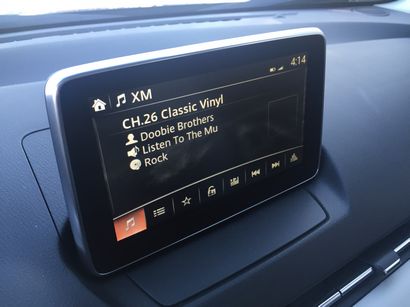 XM
4:14
CH.26 Classic Vinyl
Doobie Brothers
Listen To The Mu
Rock